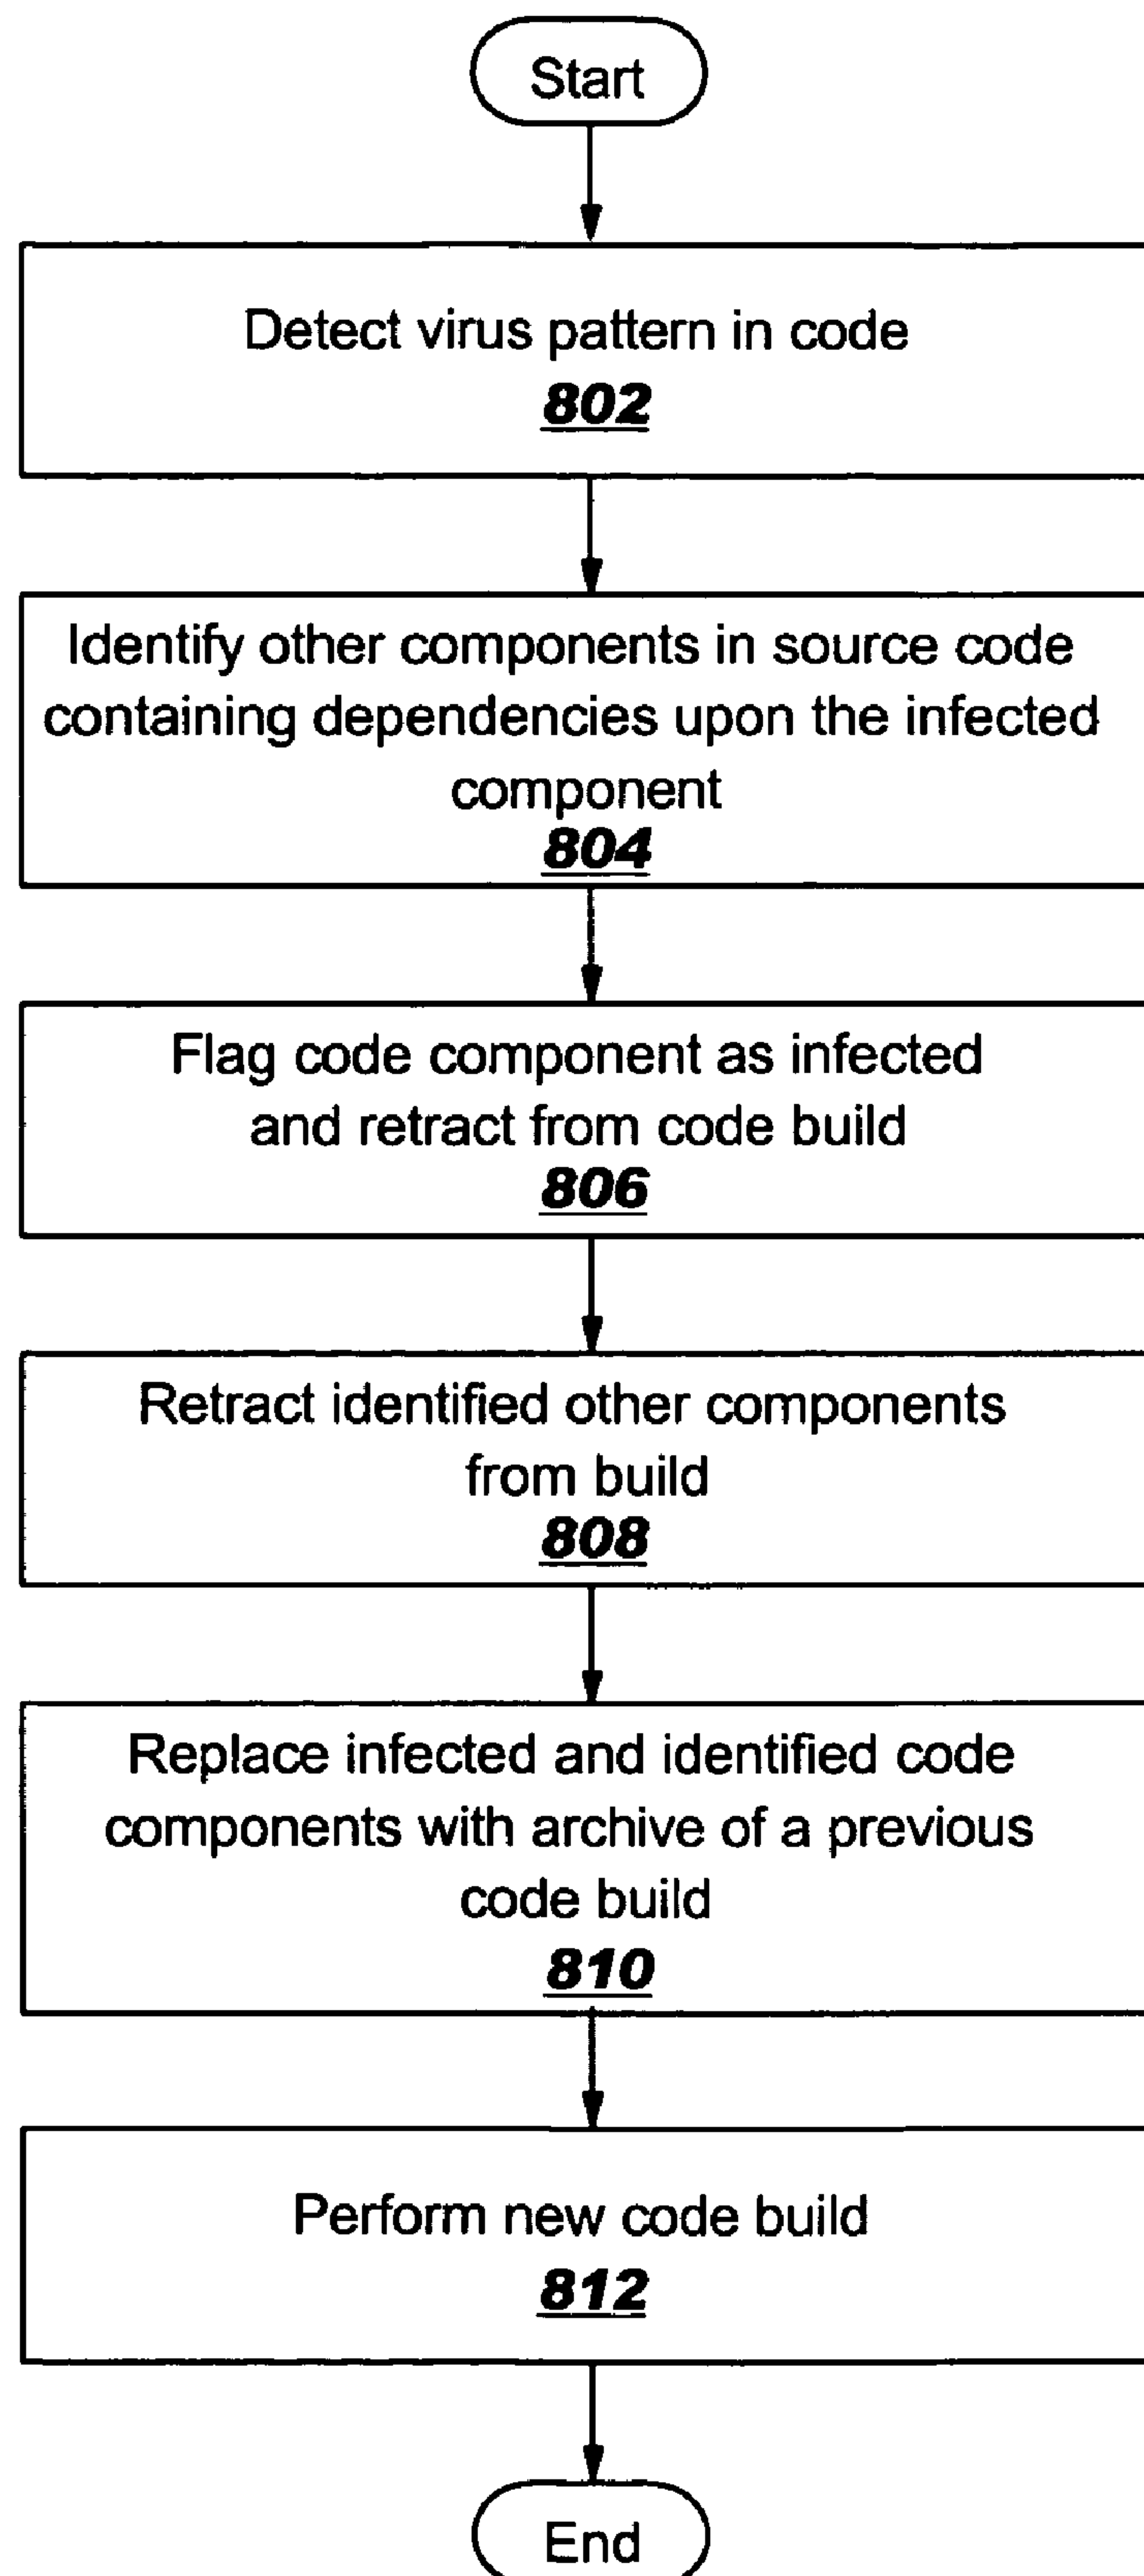 Start
Detect virus pattern in code
802
Identify other components in source code
containing dependencies upon the infected
component
804
Flag code component as infected
and retract from code build
806
Retract identified other components
from build
808
Replace infected and identified code
components with archive of a previous
code build
810
Perform new code build
812
End